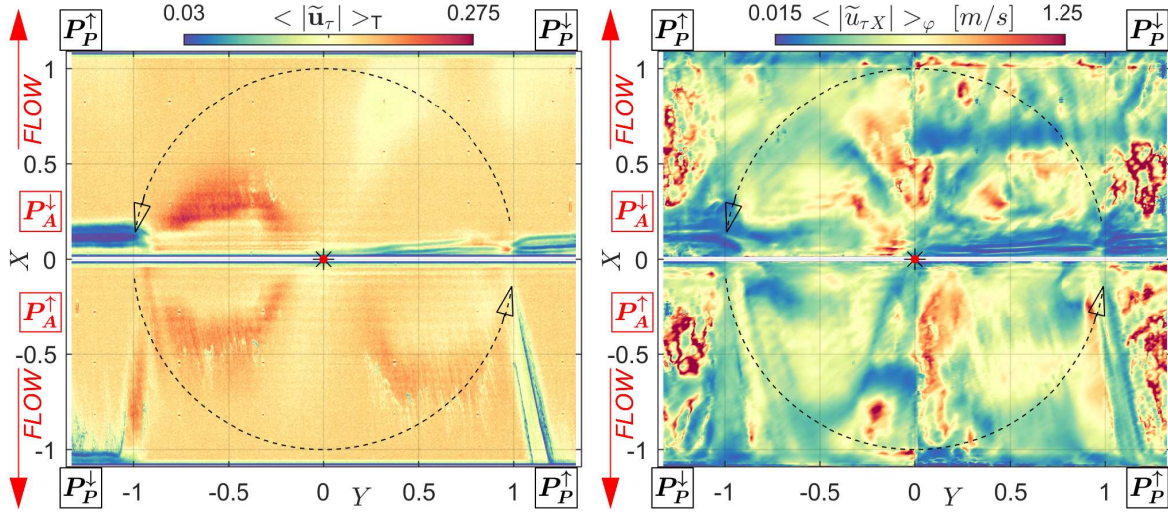 0.03 < |ũ_τ| >_T 0.275
P_P^↑
P_P^↓
1
0.5
0
-0.5
-1
X
FLOW
P_A^↓
P_A^↑
FLOW
-1 -0.5 0 Y 0.5 1
P_P^↓
P_P^↑
0.015 < |ũ_τX| >_φ [m/s] 1.25
P_P^↑
P_P^↓
1
0.5
0
-0.5
-1
X
FLOW
P_A^↓
P_A^↑
FLOW
-1 -0.5 0 Y 0.5 1
P_P^↓
P_P^↑